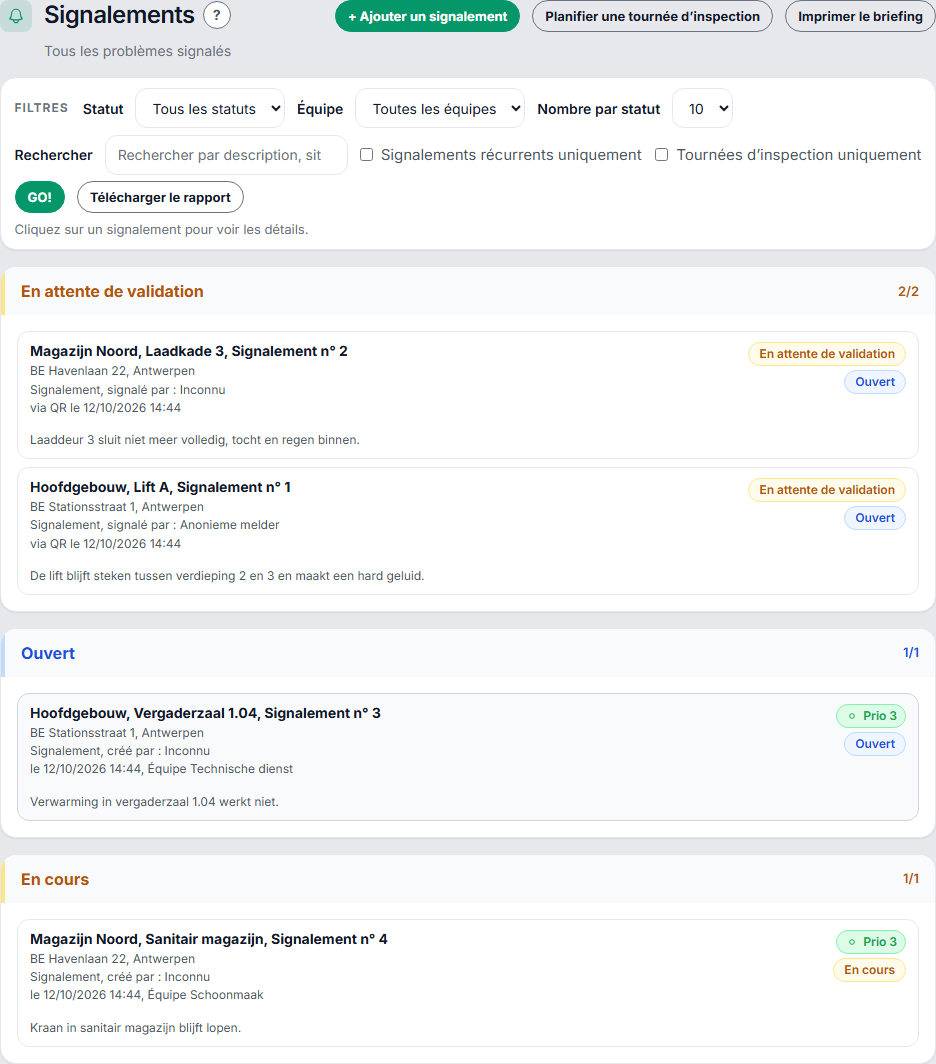 Signalements ?
+ Ajouter un signalement
Planifier une tournée d’inspection
Imprimer le briefing
Tous les problèmes signalés
FILTRES Statut Tous les statuts Équipe Toutes les équipes Nombre par statut 10
Rechercher Rechercher par description, sit Signalements récurrents uniquement Tournées d’inspection uniquement
GO! Télécharger le rapport
Cliquez sur un signalement pour voir les détails.
En attente de validation 2/2
Magazijn Noord, Laadkade 3, Signalement n° 2
En attente de validation
BE Havenlaan 22, Antwerpen
Ouvert
Signalement, signalé par : Inconnu
via QR le 12/10/2026 14:44
Laaddeur 3 sluit niet meer volledig, tocht en regen binnen.
Hoofdgebouw, Lift A, Signalement n° 1
En attente de validation
BE Stationsstraat 1, Antwerpen
Ouvert
Signalement, signalé par : Anonieme melder
via QR le 12/10/2026 14:44
De lift blijft steken tussen verdieping 2 en 3 en maakt een hard geluid.
Ouvert 1/1
Hoofdgebouw, Vergaderzaal 1.04, Signalement n° 3
Prio 3
BE Stationsstraat 1, Antwerpen
Ouvert
Signalement, créé par : Inconnu
le 12/10/2026 14:44, Équipe Technische dienst
Verwarming in vergaderzaal 1.04 werkt niet.
En cours 1/1
Magazijn Noord, Sanitair magazijn, Signalement n° 4
Prio 3
BE Havenlaan 22, Antwerpen
En cours
Signalement, créé par : Inconnu
le 12/10/2026 14:44, Équipe Schoonmaak
Kraan in sanitair magazijn blijft lopen.